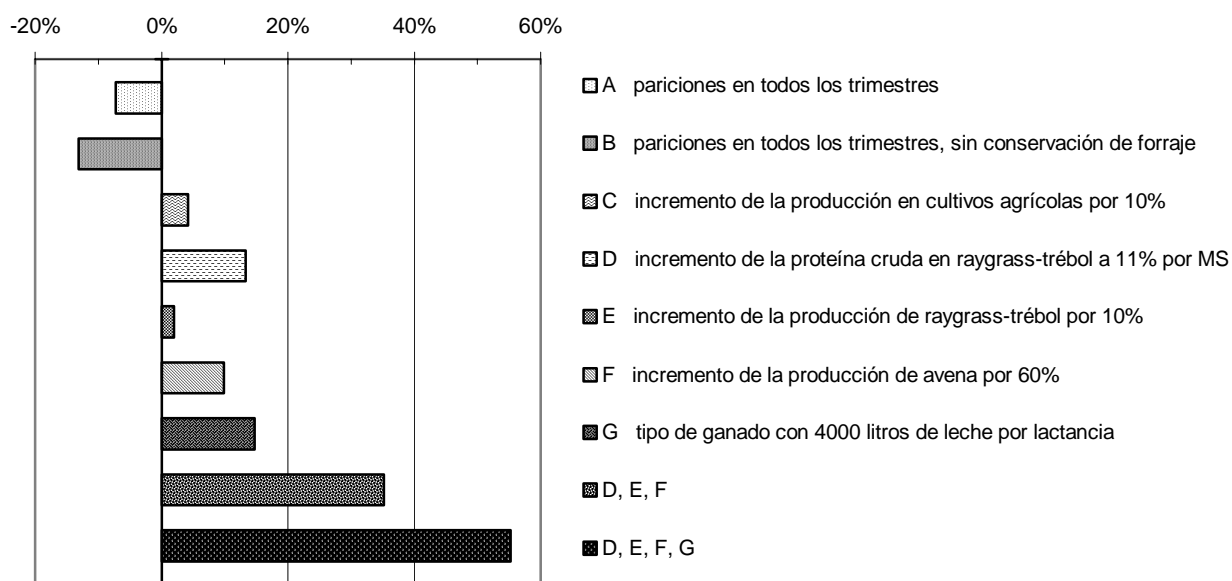 -20% 0% 20% 40% 60%
A pariciones en todos los trimestres
B pariciones en todos los trimestres, sin conservación de forraje
C incremento de la producción en cultivos agrícolas por 10%
D incremento de la proteína cruda en raygrass-trébol a 11% por MS
E incremento de la producción de raygrass-trébol por 10%
F incremento de la producción de avena por 60%
G tipo de ganado con 4000 litros de leche por lactancia
D, E, F
D, E, F, G